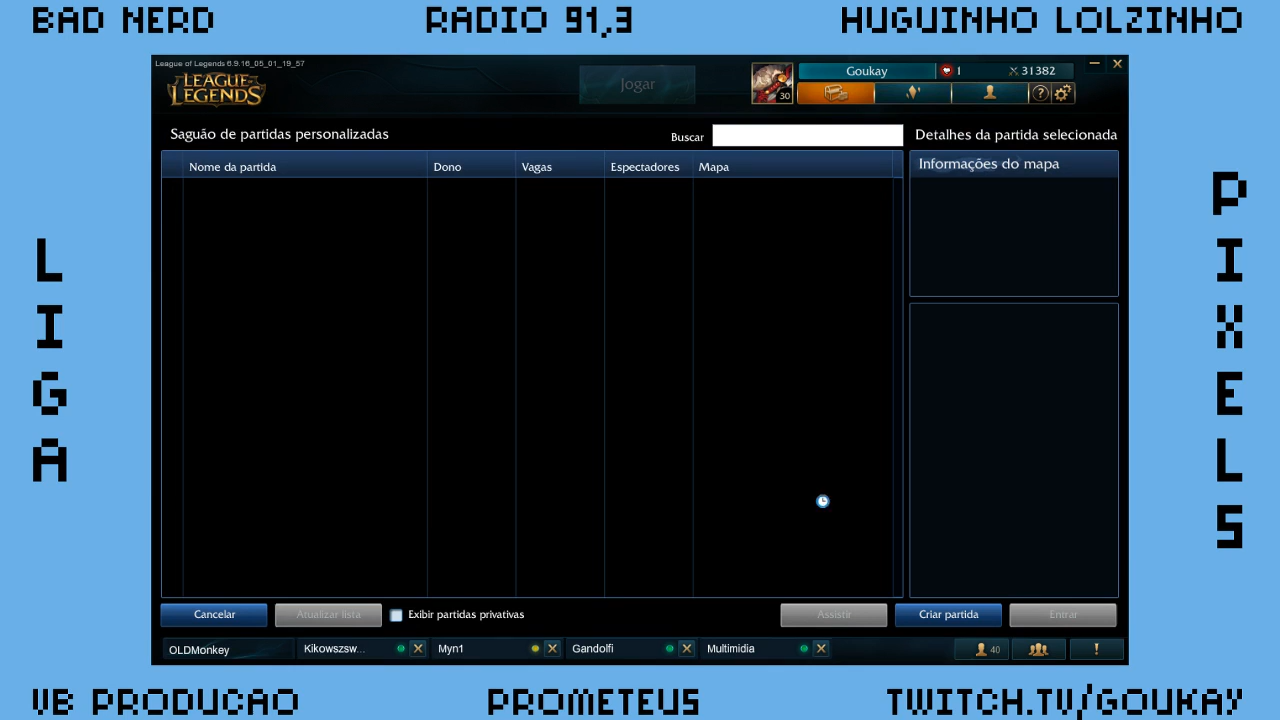 BAD NERD
RADIO 91,3
HUGUINHO LOLZINHO
LIGA
PIXELS
League of Legends 6.9.16_05_01_19_57
LEAGUE OF LEGENDS
Jogar
30
Goukay
1
31382
?
Saguão de partidas personalizadas
Buscar
Detalhes da partida selecionada
Nome da partida
Dono
Vagas
Espectadores
Mapa
Informações do mapa
Cancelar
Atualizar lista
Exibir partidas privativas
Assistir
Criar partida
Entrar
OLDMonkey
Kikowszsw...
Myn1
Gandolfi
Multimidia
40
!
VB PRODUCAO
PROMETEUS
TWITCH.TV/GOUKAY